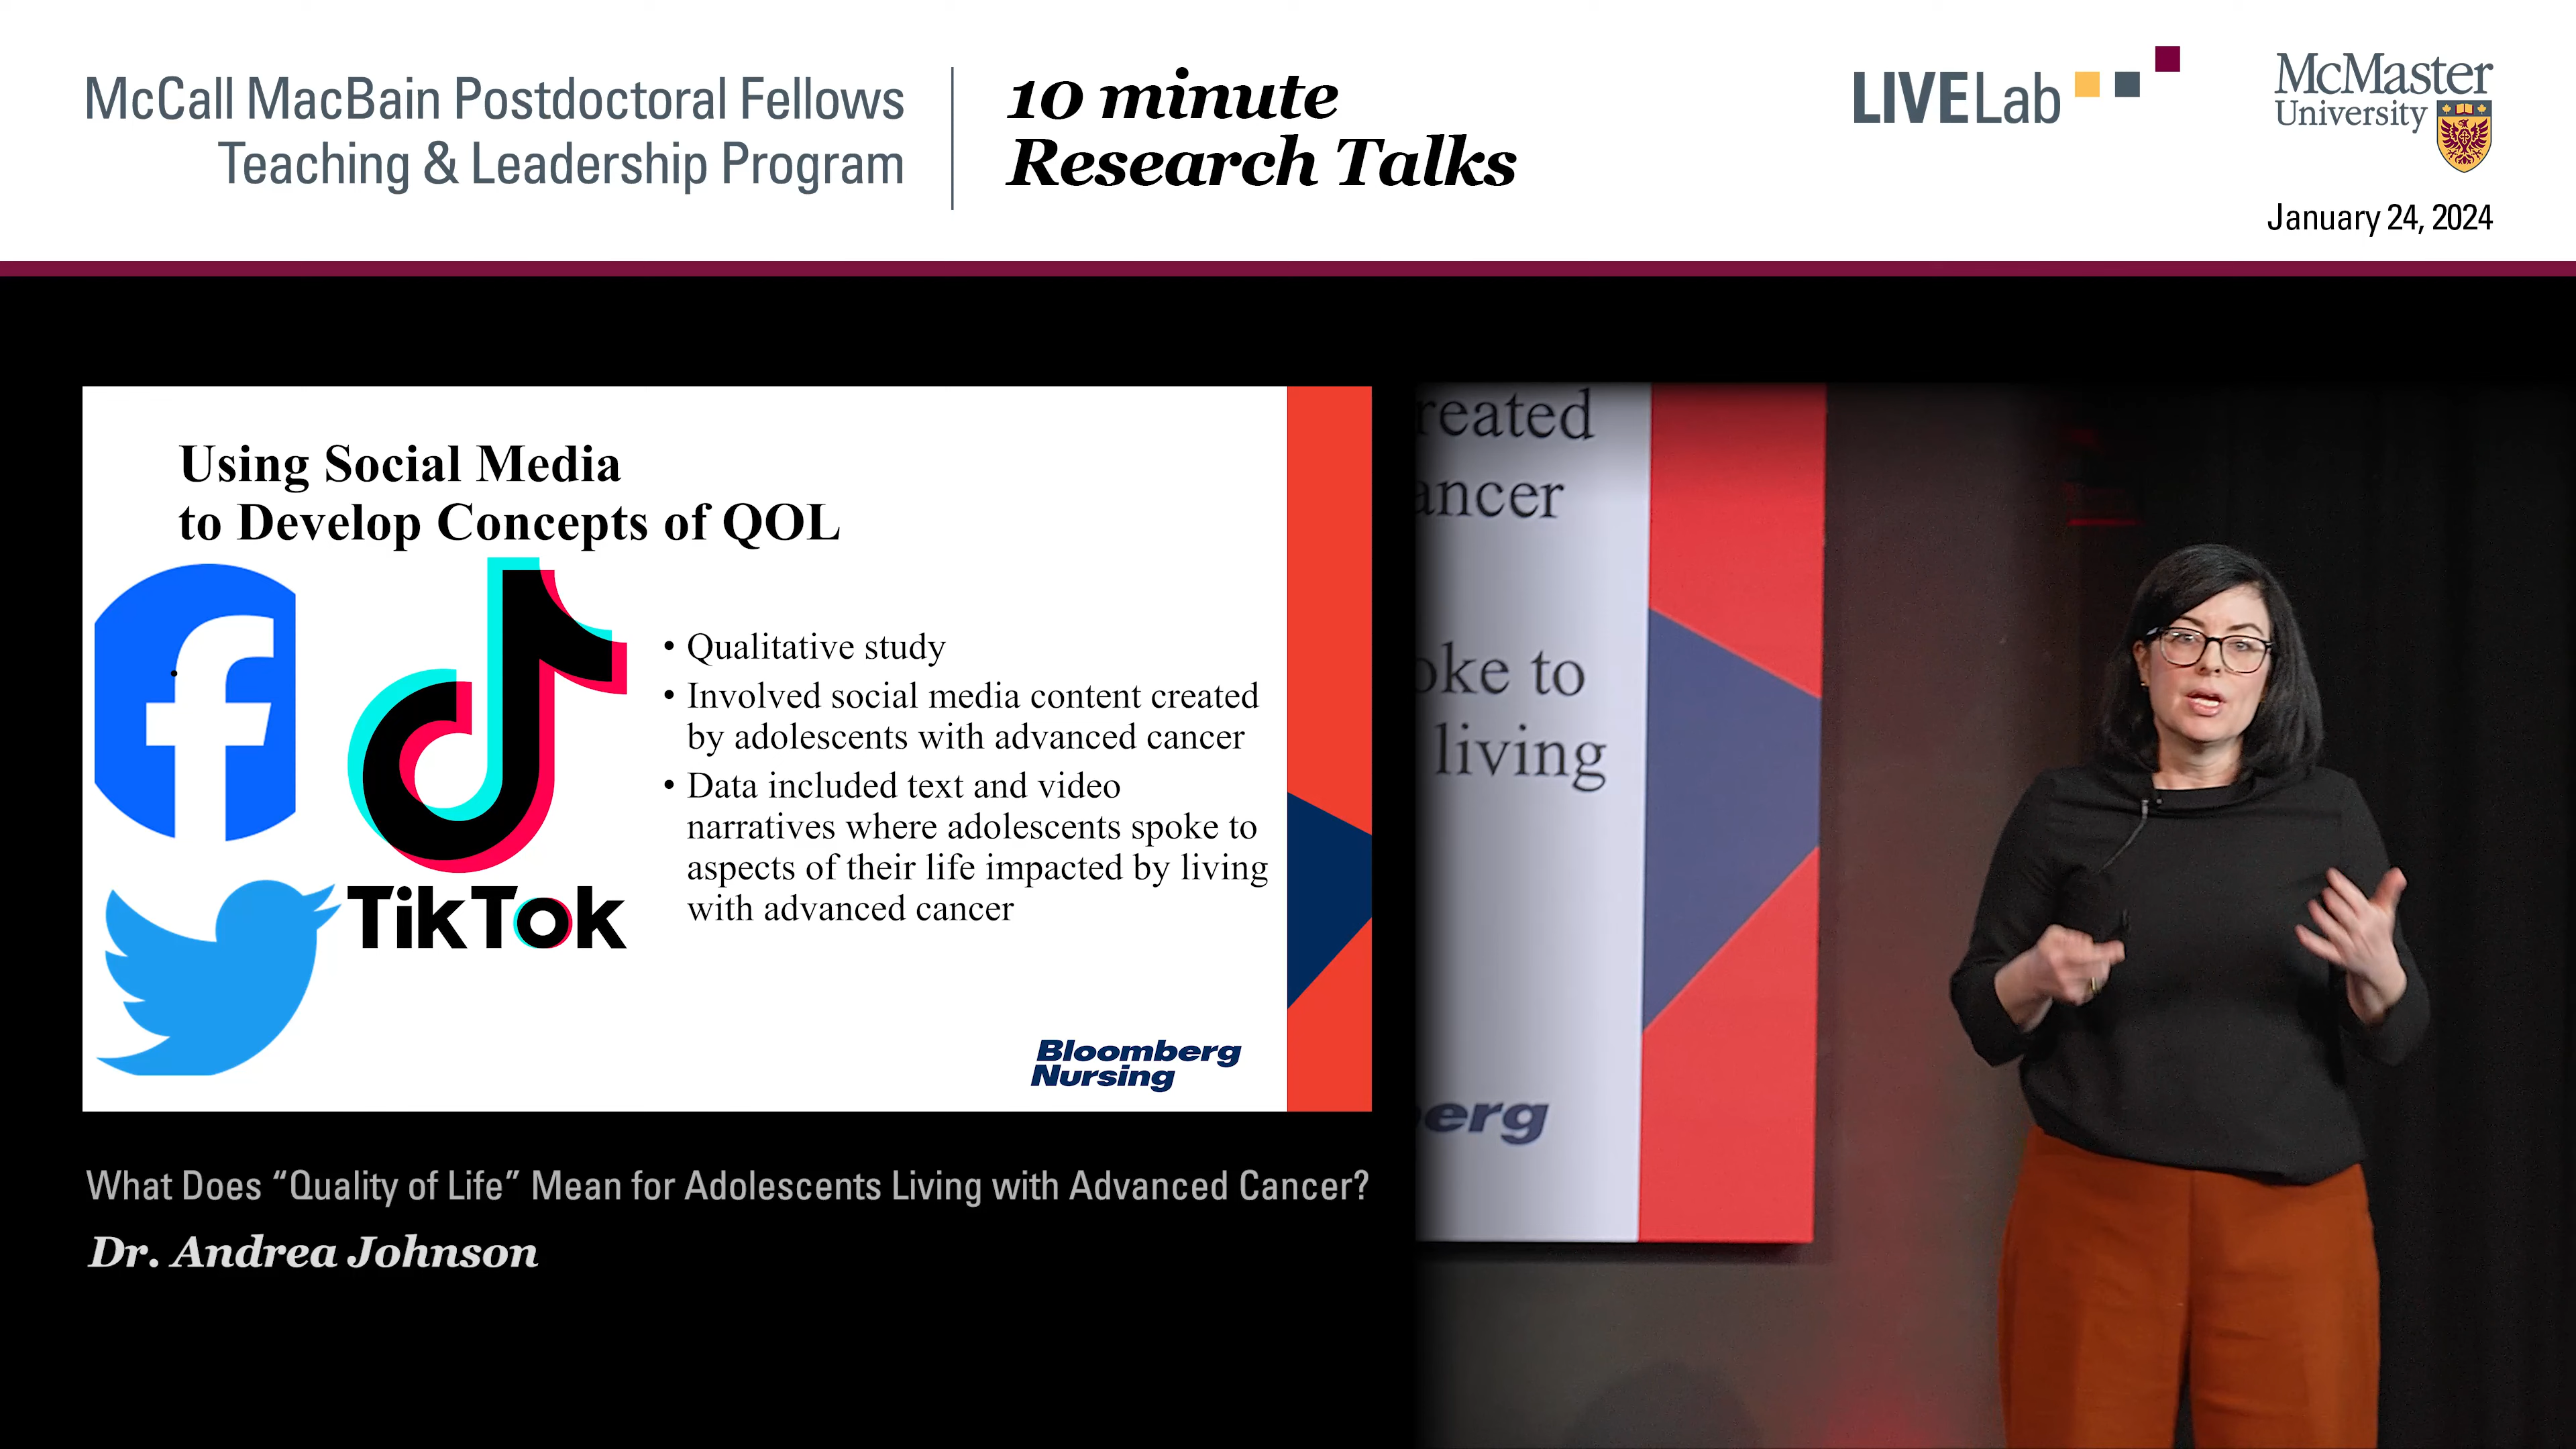 McCall MacBain Postdoctoral Fellows
Teaching & Leadership Program
10 minute
Research Talks
LIVELab
McMaster
University
January 24, 2024
Using Social Media
to Develop Concepts of QOL
• Qualitative study
• Involved social media content created
by adolescents with advanced cancer
• Data included text and video
narratives where adolescents spoke to
aspects of their life impacted by living
with advanced cancer
TikTok
Bloomberg
Nursing
reated
ancer
oke to
living
erg
What Does “Quality of Life” Mean for Adolescents Living with Advanced Cancer?
Dr. Andrea Johnson